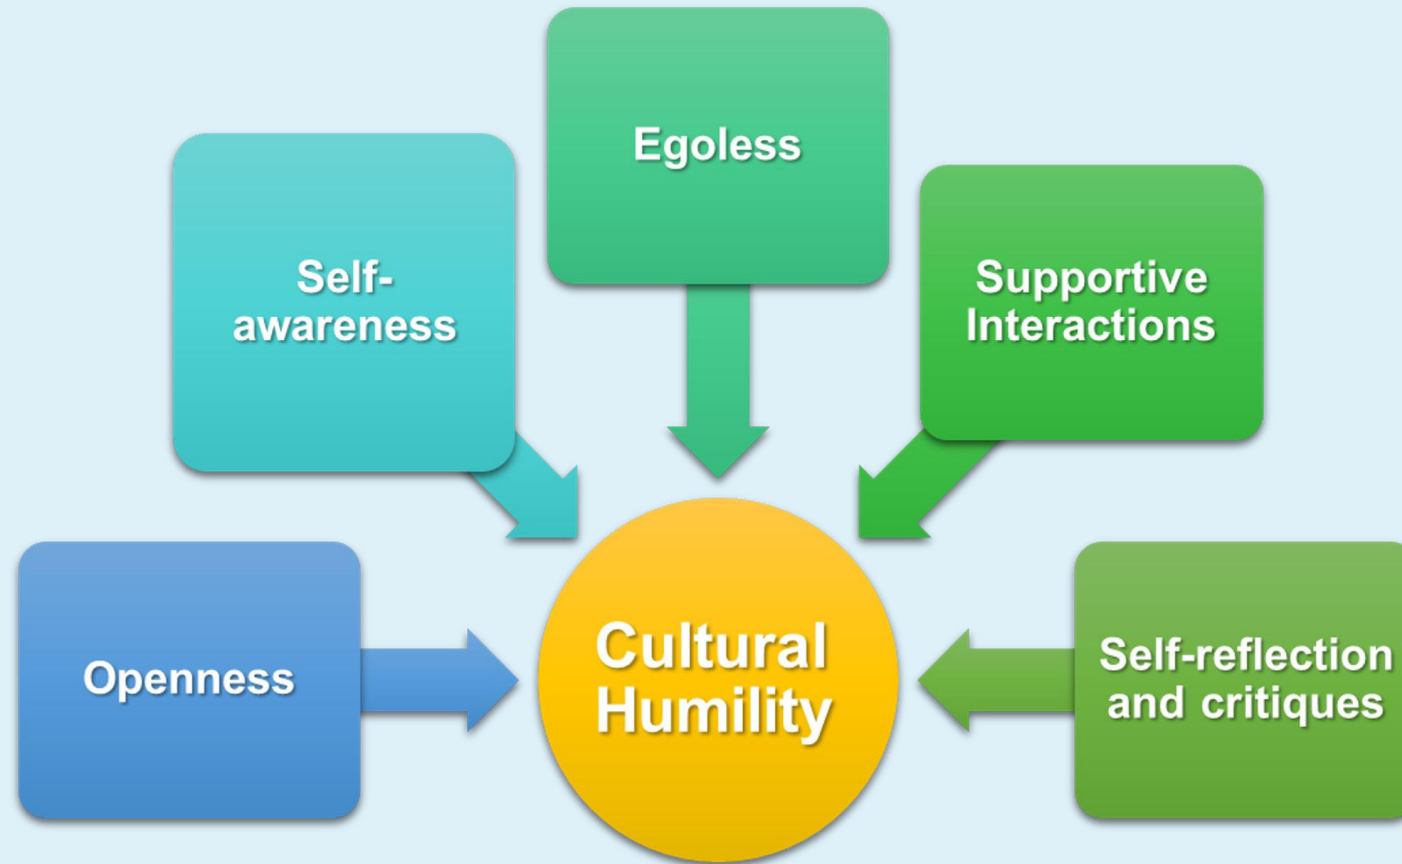 Egoless
Self-
awareness
Supportive
Interactions
Openness
Cultural
Humility
Self-reflection
and critiques